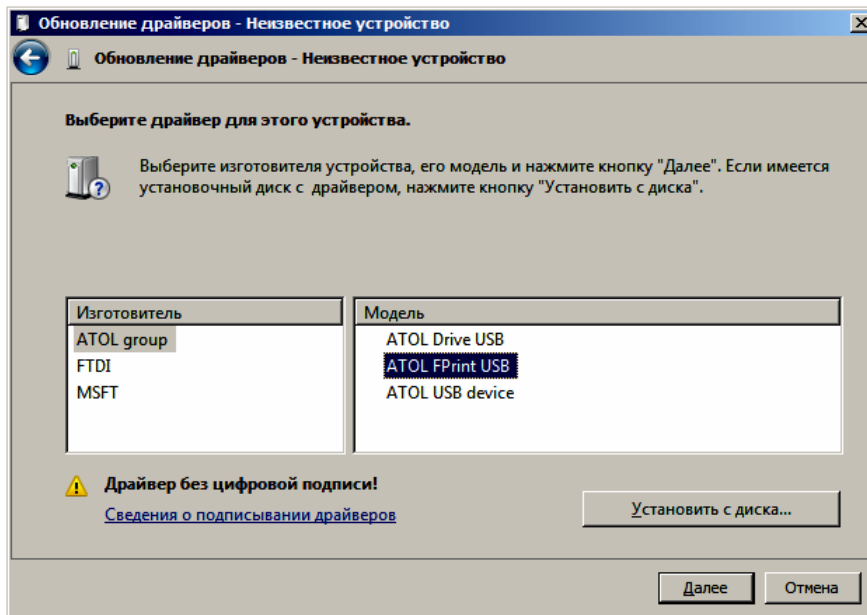 Обновление драйверов - Неизвестное устройство
Обновление драйверов - Неизвестное устройство
Выберите драйвер для этого устройства.
Выберите изготовителя устройства, его модель и нажмите кнопку "Далее". Если имеется
установочный диск с драйвером, нажмите кнопку "Установить с диска".
Изготовитель
ATOL group
FTDI
MSFT
Модель
ATOL Drive USB
ATOL FPrint USB
ATOL USB device
Драйвер без цифровой подписи!
Сведения о подписывании драйверов
Установить с диска...
Далее
Отмена